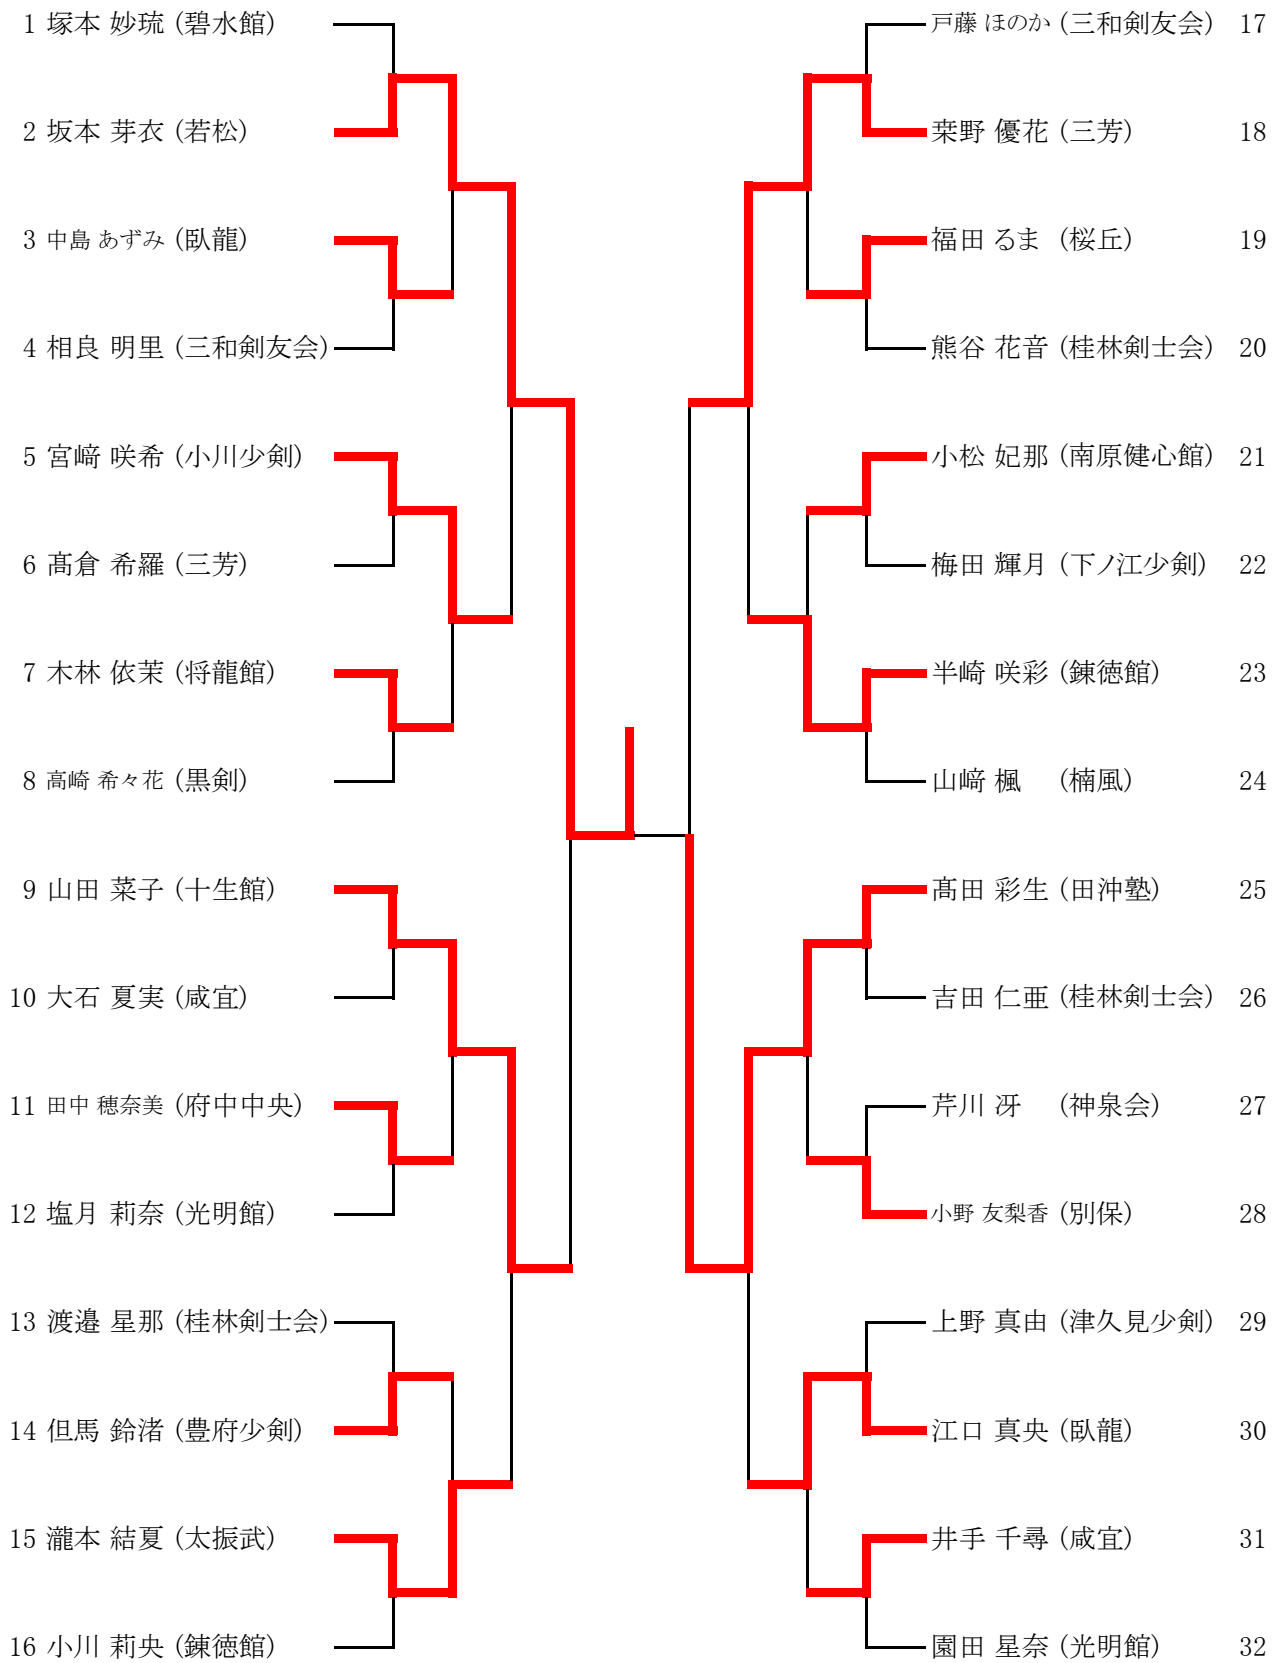 1 塚本 妙琉 (碧水館)
2 坂本 芽衣 (若松)
3 中島 あずみ (臥龍)
4 相良 明里 (三和剣友会)
5 宮﨑 咲希 (小川少剣)
6 髙倉 希羅 (三芳)
7 木林 依茉 (将龍館)
8 高崎 希々花 (黒剣)
9 山田 菜子 (十生館)
10 大石 夏実 (咸宜)
11 田中 穂奈美 (府中中央)
12 塩月 莉奈 (光明館)
13 渡邉 星那 (桂林剣士会)
14 但馬 鈴渚 (豊府少剣)
15 瀧本 結夏 (太振武)
16 小川 莉央 (錬徳館)
戸藤 ほのか (三和剣友会) 17
桒野 優花 (三芳) 18
福田 るま (桜丘) 19
熊谷 花音 (桂林剣士会) 20
小松 妃那 (南原健心館) 21
梅田 輝月 (下ノ江少剣) 22
半崎 咲彩 (錬徳館) 23
山﨑 楓 (楠風) 24
髙田 彩生 (田沖塾) 25
吉田 仁亜 (桂林剣士会) 26
芹川 冴 (神泉会) 27
小野 友梨香 (別保) 28
上野 真由 (津久見少剣) 29
江口 真央 (臥龍) 30
井手 千尋 (咸宜) 31
園田 星奈 (光明館) 32